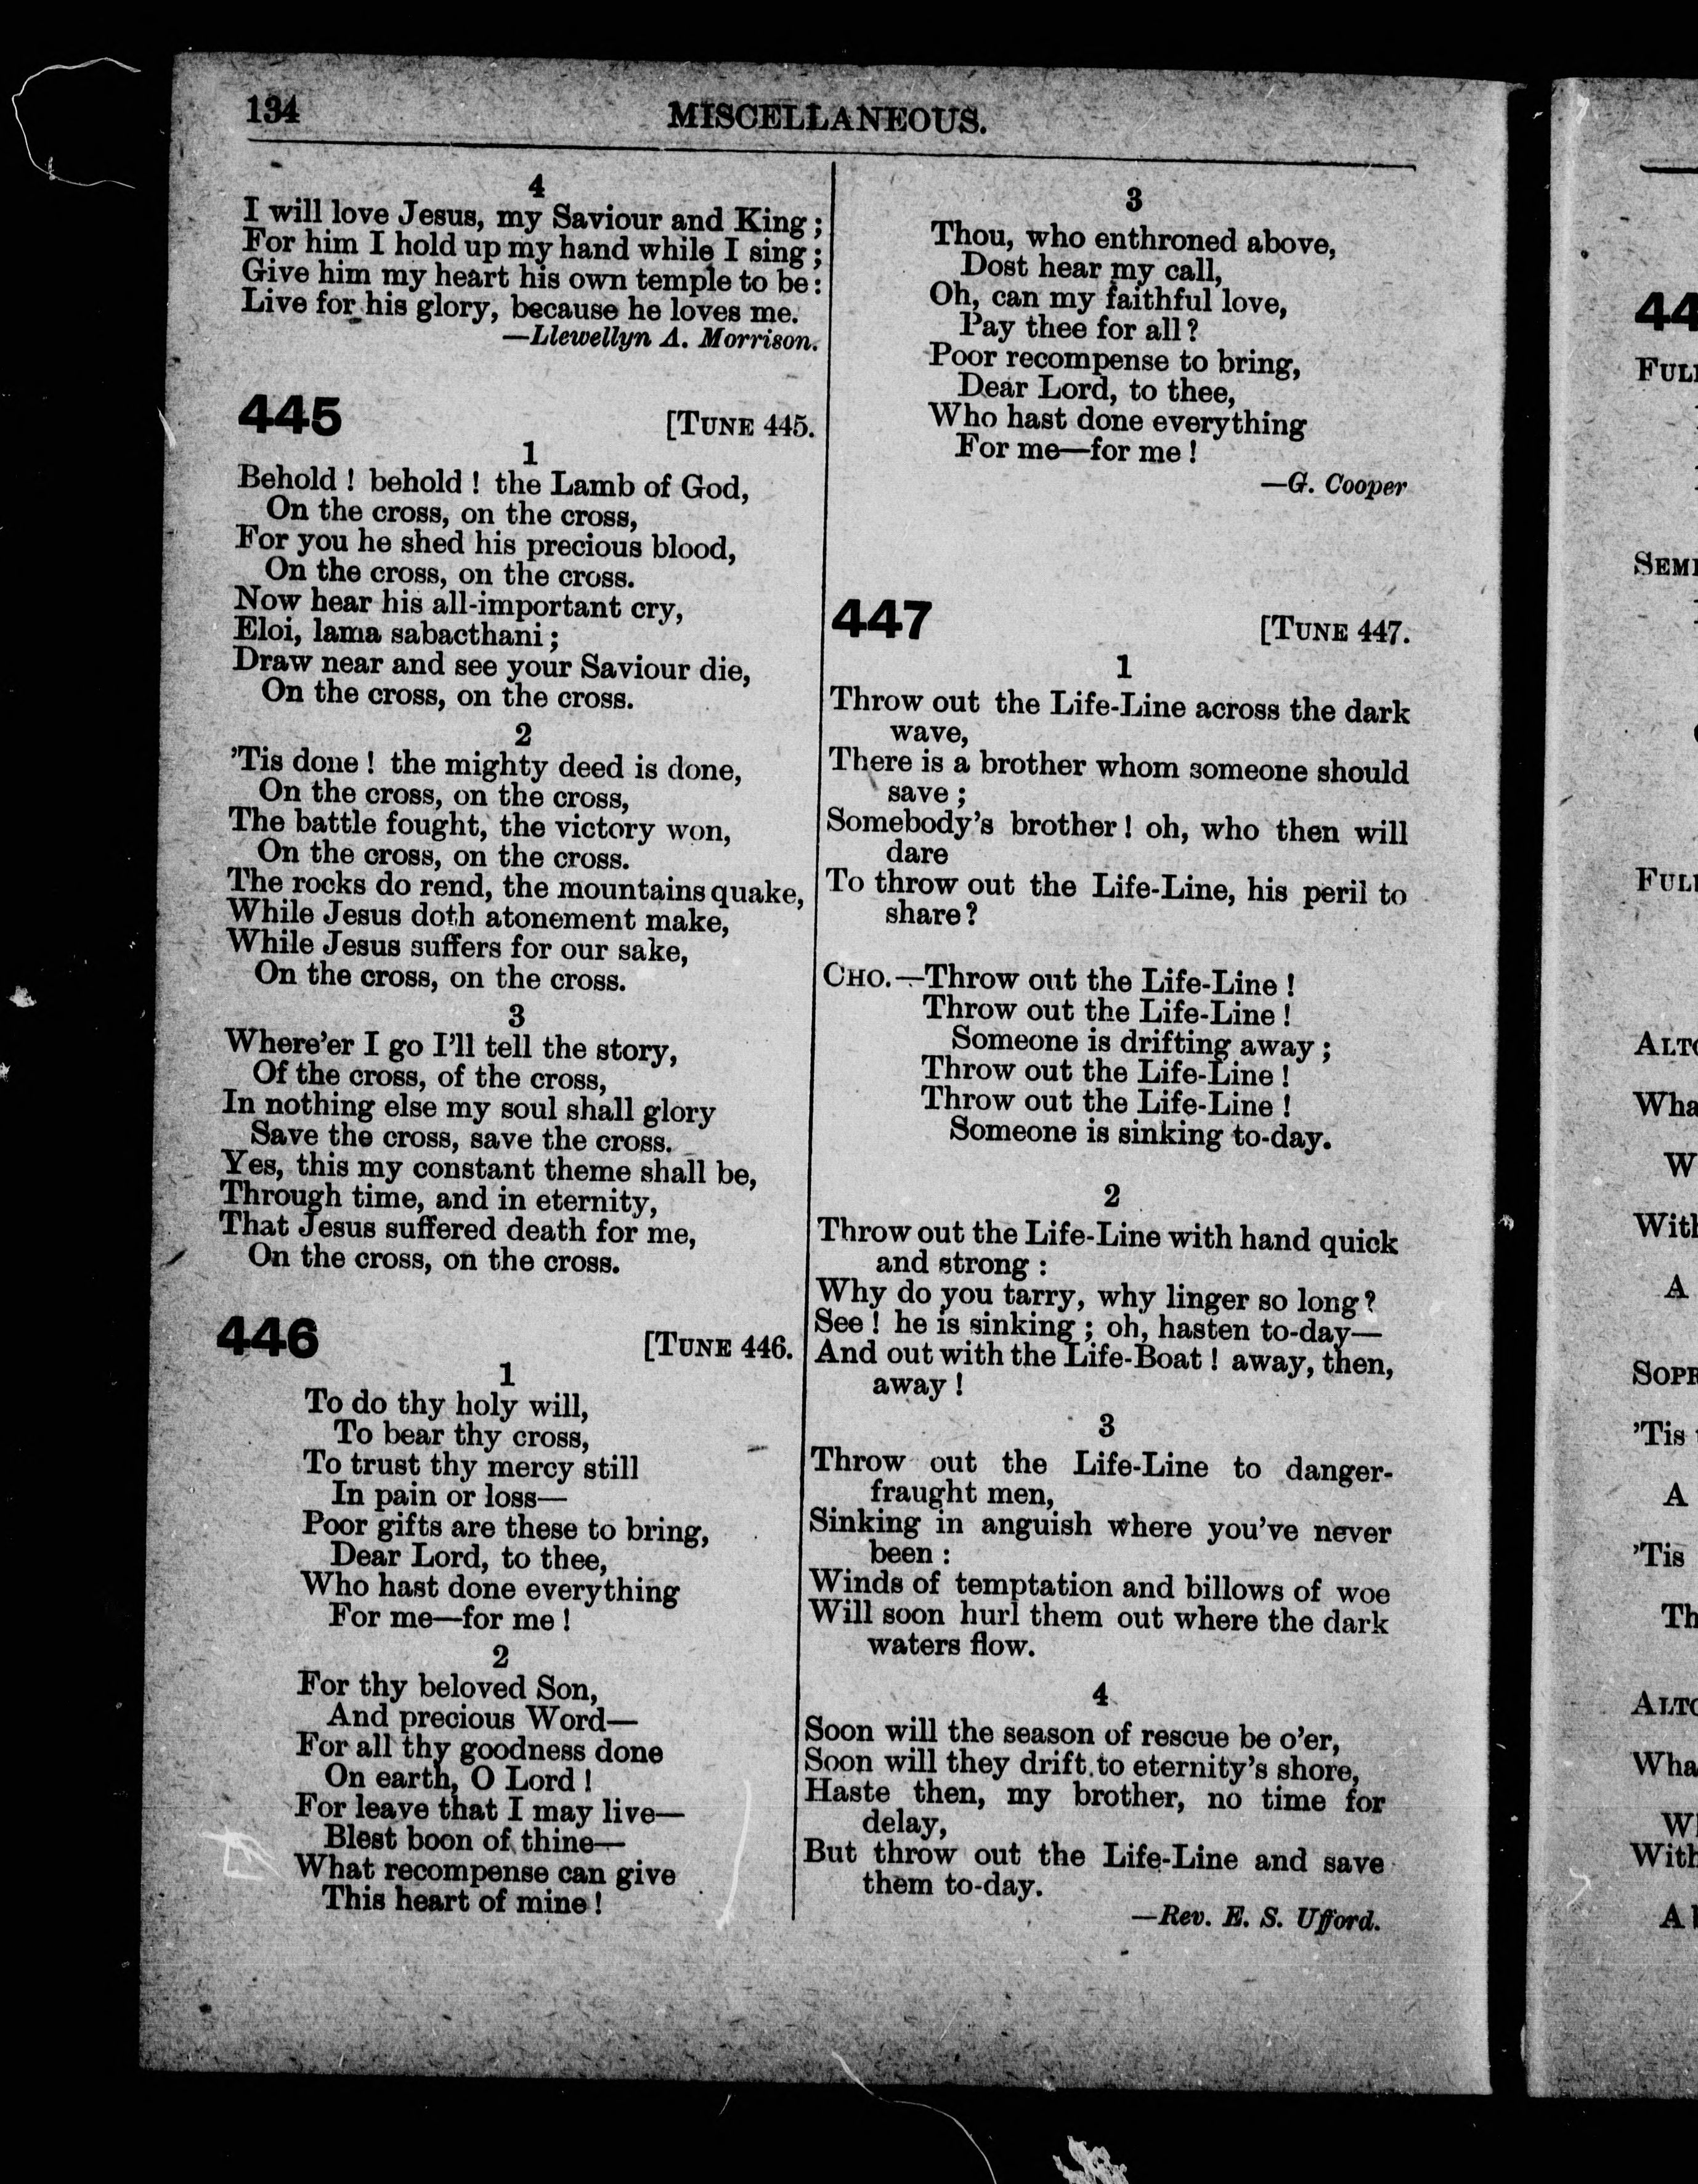 134
MISCELLANEOUS.
4
I will love Jesus, my Saviour and King;
For him I hold up my hand while I sing;
Give him my heart his own temple to be:
Live for his glory, because he loves me.
—Llewellyn A. Morrison.
445 [TUNE 445.
1
Behold ! behold ! the Lamb of God,
On the cross, on the cross,
For you he shed his precious blood,
On the cross, on the cross.
Now hear his all-important cry,
Eloi, lama sabacthani;
Draw near and see your Saviour die,
On the cross, on the cross.
2
'Tis done ! the mighty deed is done,
On the cross, on the cross,
The battle fought, the victory won,
On the cross, on the cross.
The rocks do rend, the mountains quake,
While Jesus doth atonement make,
While Jesus suffers for our sake,
On the cross, on the cross.
3
Where'er I go I'll tell the story,
Of the cross, of the cross,
In nothing else my soul shall glory
Save the cross, save the cross.
Yes, this my constant theme shall be,
Through time, and in eternity,
That Jesus suffered death for me,
On the cross, on the cross.
446 [TUNE 446.
1
To do thy holy will,
To bear thy cross,
To trust thy mercy still
In pain or loss—
Poor gifts are these to bring,
Dear Lord, to thee,
Who hast done everything
For me—for me !
2
For thy beloved Son,
And precious Word—
For all thy goodness done
On earth, O Lord !
For leave that I may live—
Blest boon of thine—
What recompense can give
This heart of mine !
3
Thou, who enthroned above,
Dost hear my call,
Oh, can my faithful love,
Pay thee for all ?
Poor recompense to bring,
Dear Lord, to thee,
Who hast done everything
For me—for me !
—G. Cooper
447 [TUNE 447.
1
Throw out the Life-Line across the dark
wave,
There is a brother whom someone should
save ;
Somebody's brother ! oh, who then will
dare
To throw out the Life-Line, his peril to
share ?
CHO.—Throw out the Life-Line !
Throw out the Life-Line !
Someone is drifting away ;
Throw out the Life-Line !
Throw out the Life-Line !
Someone is sinking to-day.
2
Throw out the Life-Line with hand quick
and strong :
Why do you tarry, why linger so long ?
See ! he is sinking ; oh, hasten to-day—
And out with the Life-Boat ! away, then,
away !
3
Throw out the Life-Line to danger-
fraught men,
Sinking in anguish where you've never
been :
Winds of temptation and billows of woe
Will soon hurl them out where the dark
waters flow.
4
Soon will the season of rescue be o'er,
Soon will they drift to eternity's shore,
Haste then, my brother, no time for
delay,
But throw out the Life-Line and save
them to-day.
—Rev. E. S. Ufford.
'Tis
A
'Tis